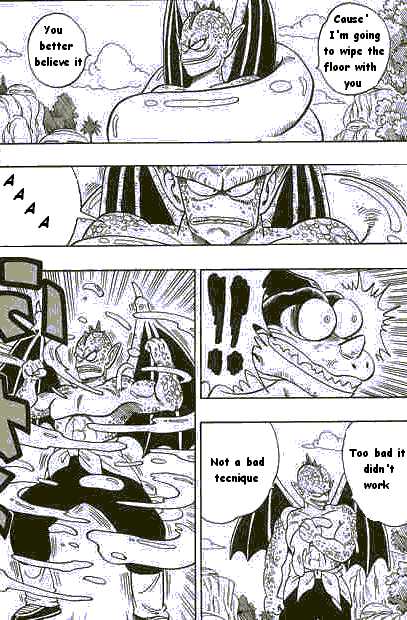 Cause'
I'm going
to wipe the
floor with
you
You
better
believe it
A
A
A
A
!!
Too bad it
didn't
work
Not a bad
tecnique